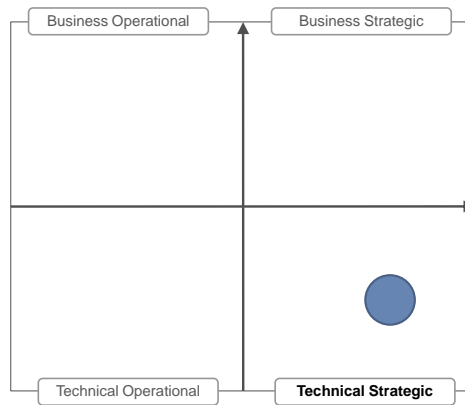 Business Operational
Business Strategic
Technical Operational
Technical Strategic